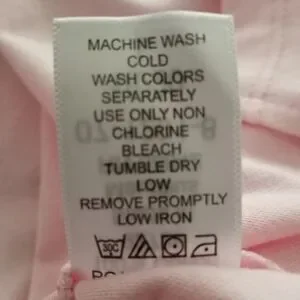 MACHINE WASH
COLD
WASH COLORS
SEPARATELY
USE ONLY NON
CHLORINE
BLEACH
TUMBLE DRY
LOW
REMOVE PROMPTLY
LOW IRON
30C